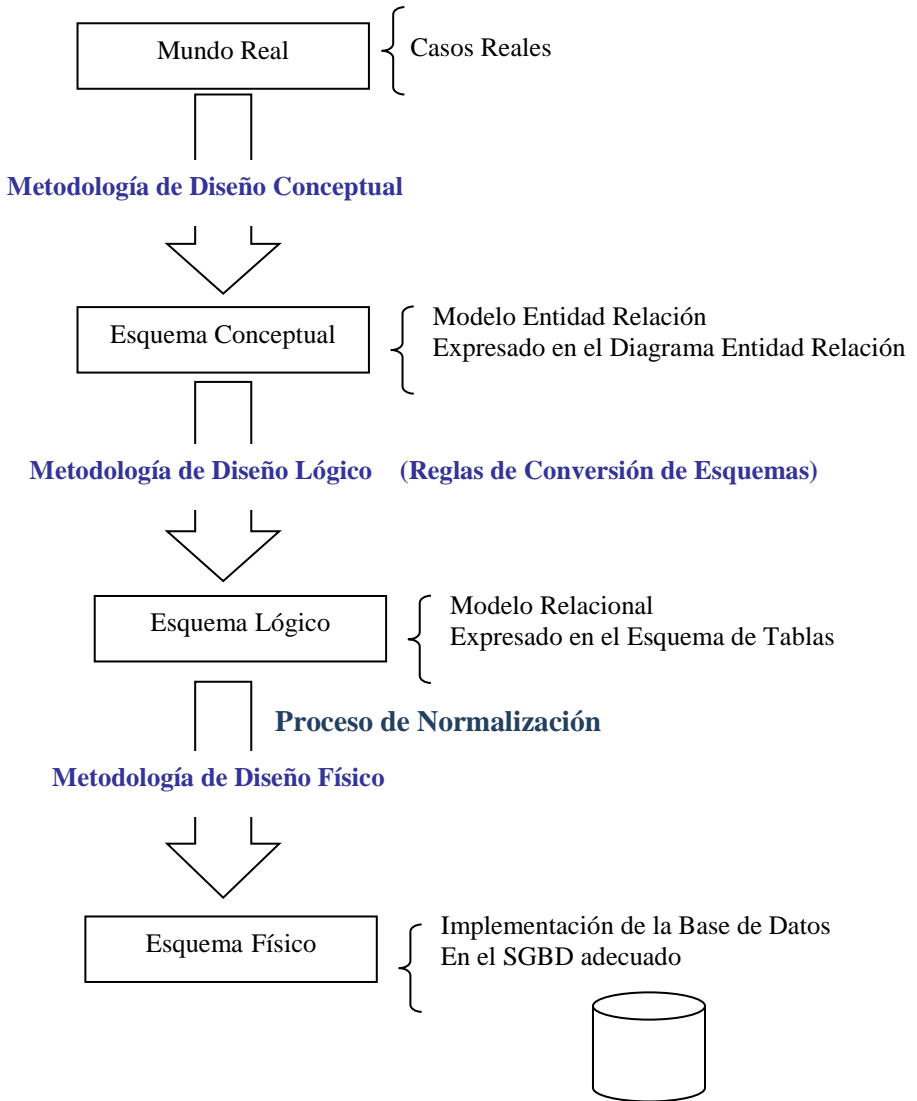 Mundo Real
Casos Reales
Metodología de Diseño Conceptual
Esquema Conceptual
Modelo Entidad Relación
Expresado en el Diagrama Entidad Relación
Metodología de Diseño Lógico (Reglas de Conversión de Esquemas)
Esquema Lógico
Modelo Relacional
Expresado en el Esquema de Tablas
Proceso de Normalización
Metodología de Diseño Físico
Esquema Físico
Implementación de la Base de Datos
En el SGBD adecuado